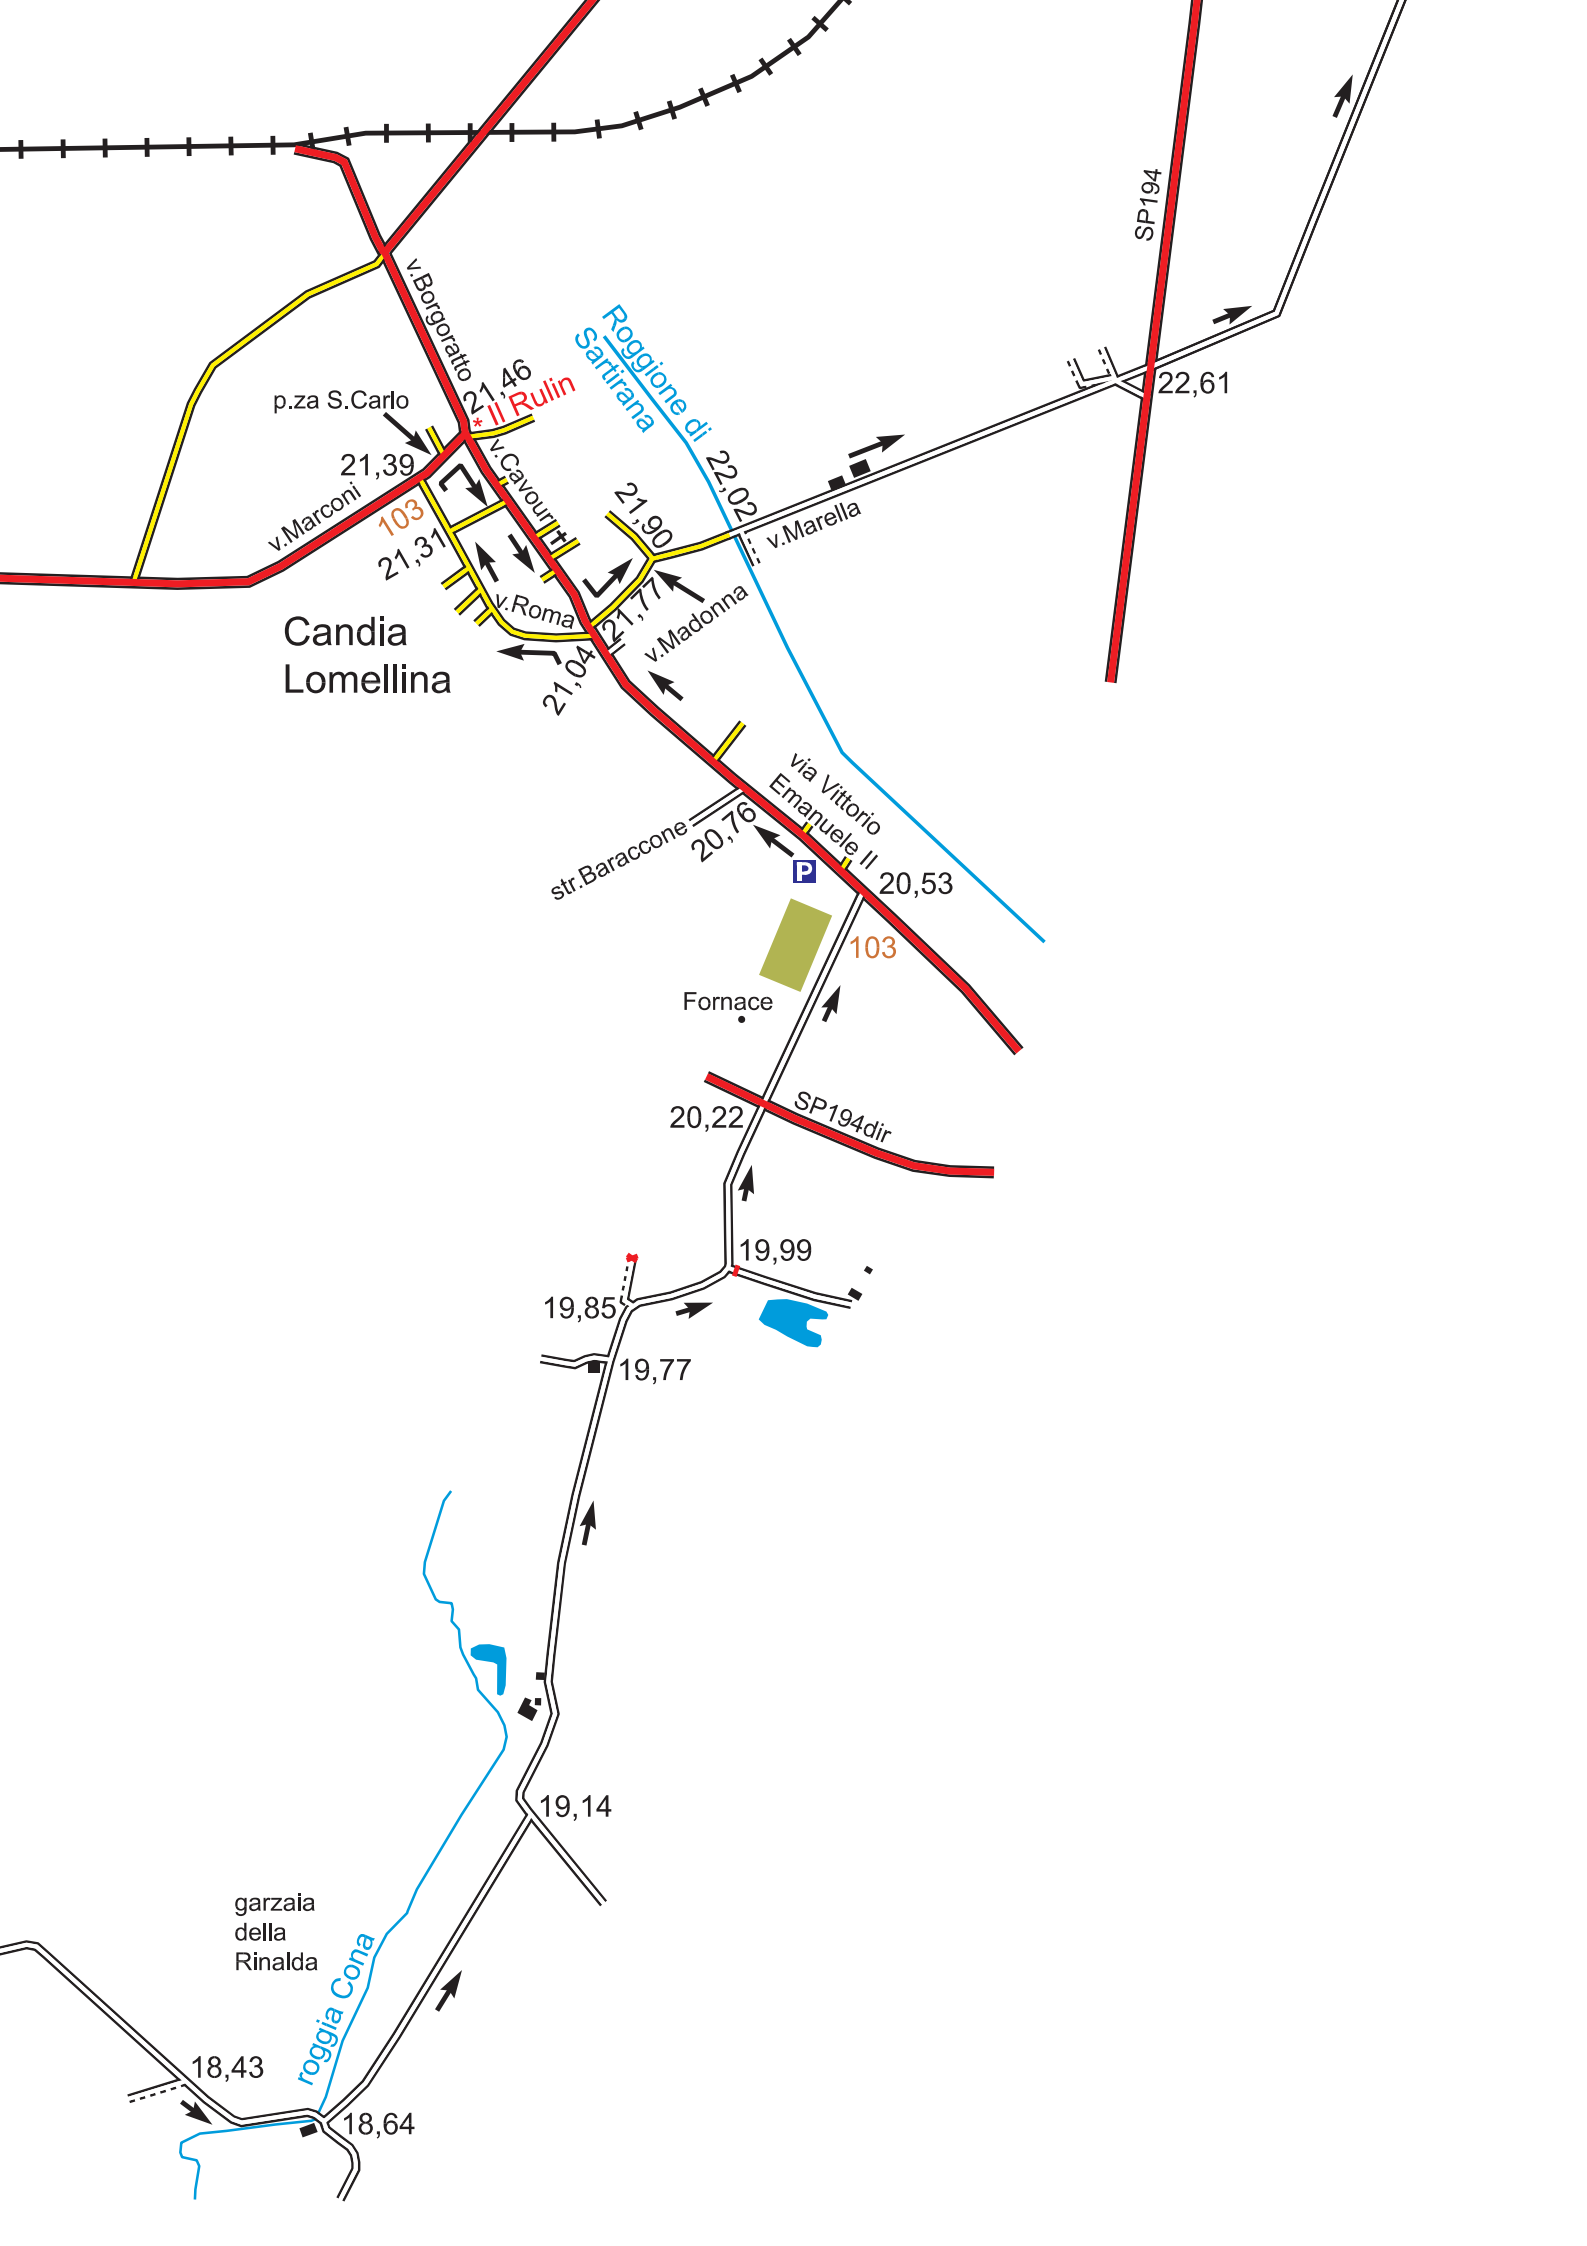 SP194
v.Borgoratto
Roggione di
Sartirana
21,46
* Il Rulin
22,61
p.za S.Carlo
v.Cavour
21,39
22,02
v.Marconi
103
21,90
v.Marella
21,31
v.Roma
21,77
v.Madonna
Candia
Lomellina
21,04
via Vittorio
Emanuele II
20,76
str.Baraccone
P
20,53
103
Fornace
20,22
SP194dir
19,99
19,85
19,77
19,14
garzaia
della
Rinalda
roggia Cona
18,43
18,64